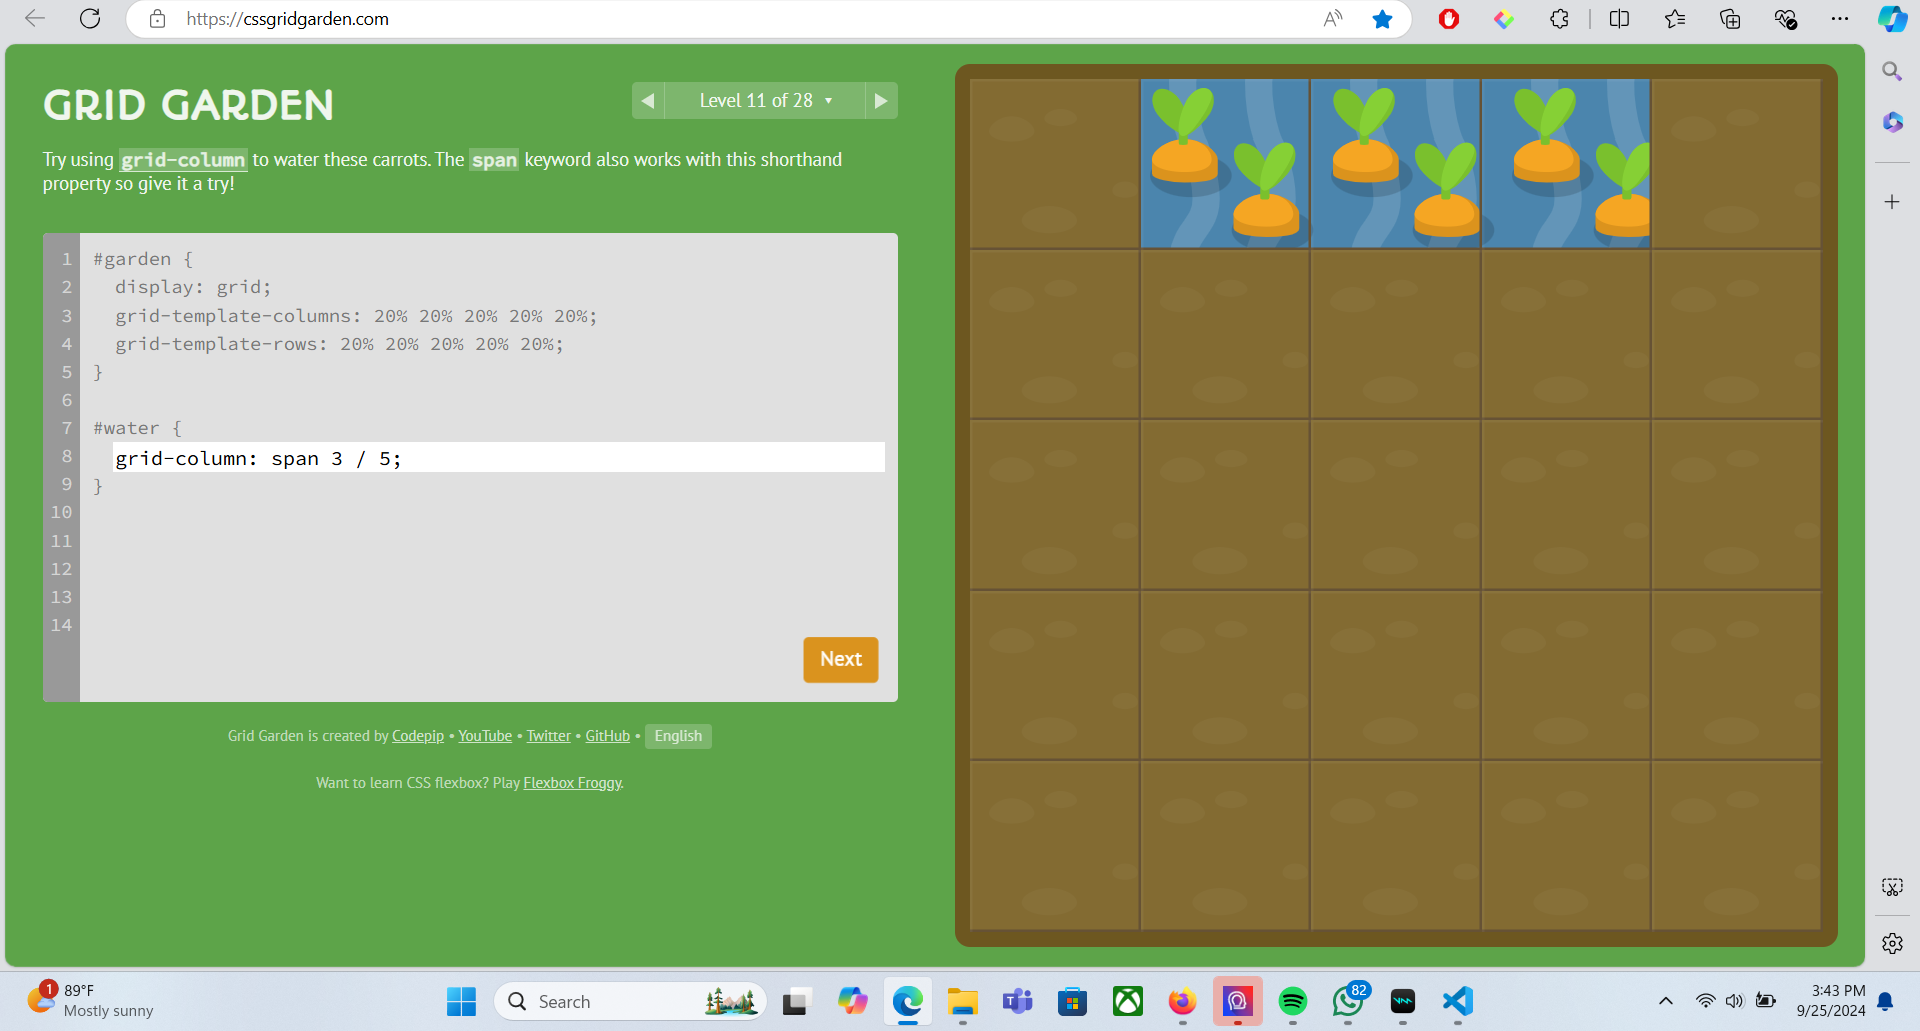 https://cssgridgarden.com
GRID GARDEN
Level 11 of 28
Try using grid-column to water these carrots. The span keyword also works with this shorthand
property so give it a try!
1 #garden {
2 display: grid;
3 grid-template-columns: 20% 20% 20% 20% 20%;
4 grid-template-rows: 20% 20% 20% 20% 20%;
5 }
6
7 #water {
8 grid-column: span 3 / 5;
9 }
10
11
12
13
14
Next
Grid Garden is created by Codepip • YouTube • Twitter • GitHub • English
Want to learn CSS flexbox? Play Flexbox Froggy.
1
89°F
Mostly sunny
Search
82
3:43 PM
9/25/2024